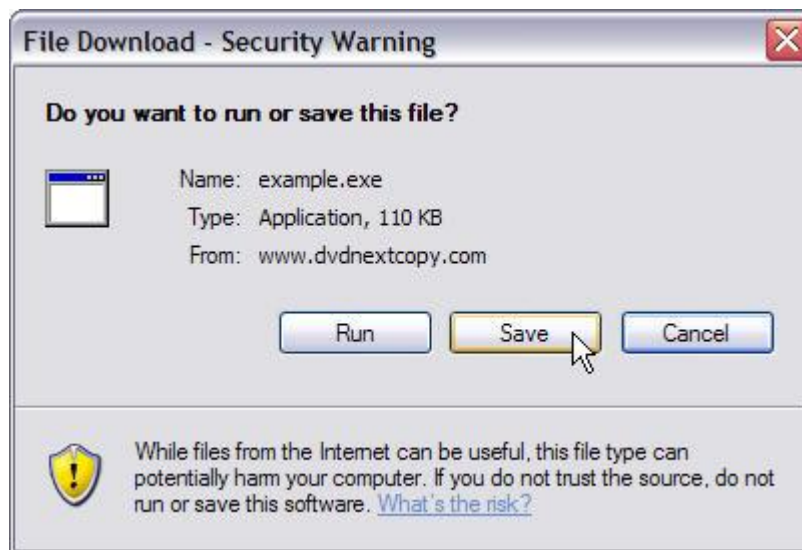 File Download - Security Warning
Do you want to run or save this file?
Name: example.exe
Type: Application, 110 KB
From: www.dvdnextcopy.com
Run Save Cancel
While files from the Internet can be useful, this file type can
potentially harm your computer. If you do not trust the source, do not
run or save this software. What's the risk?